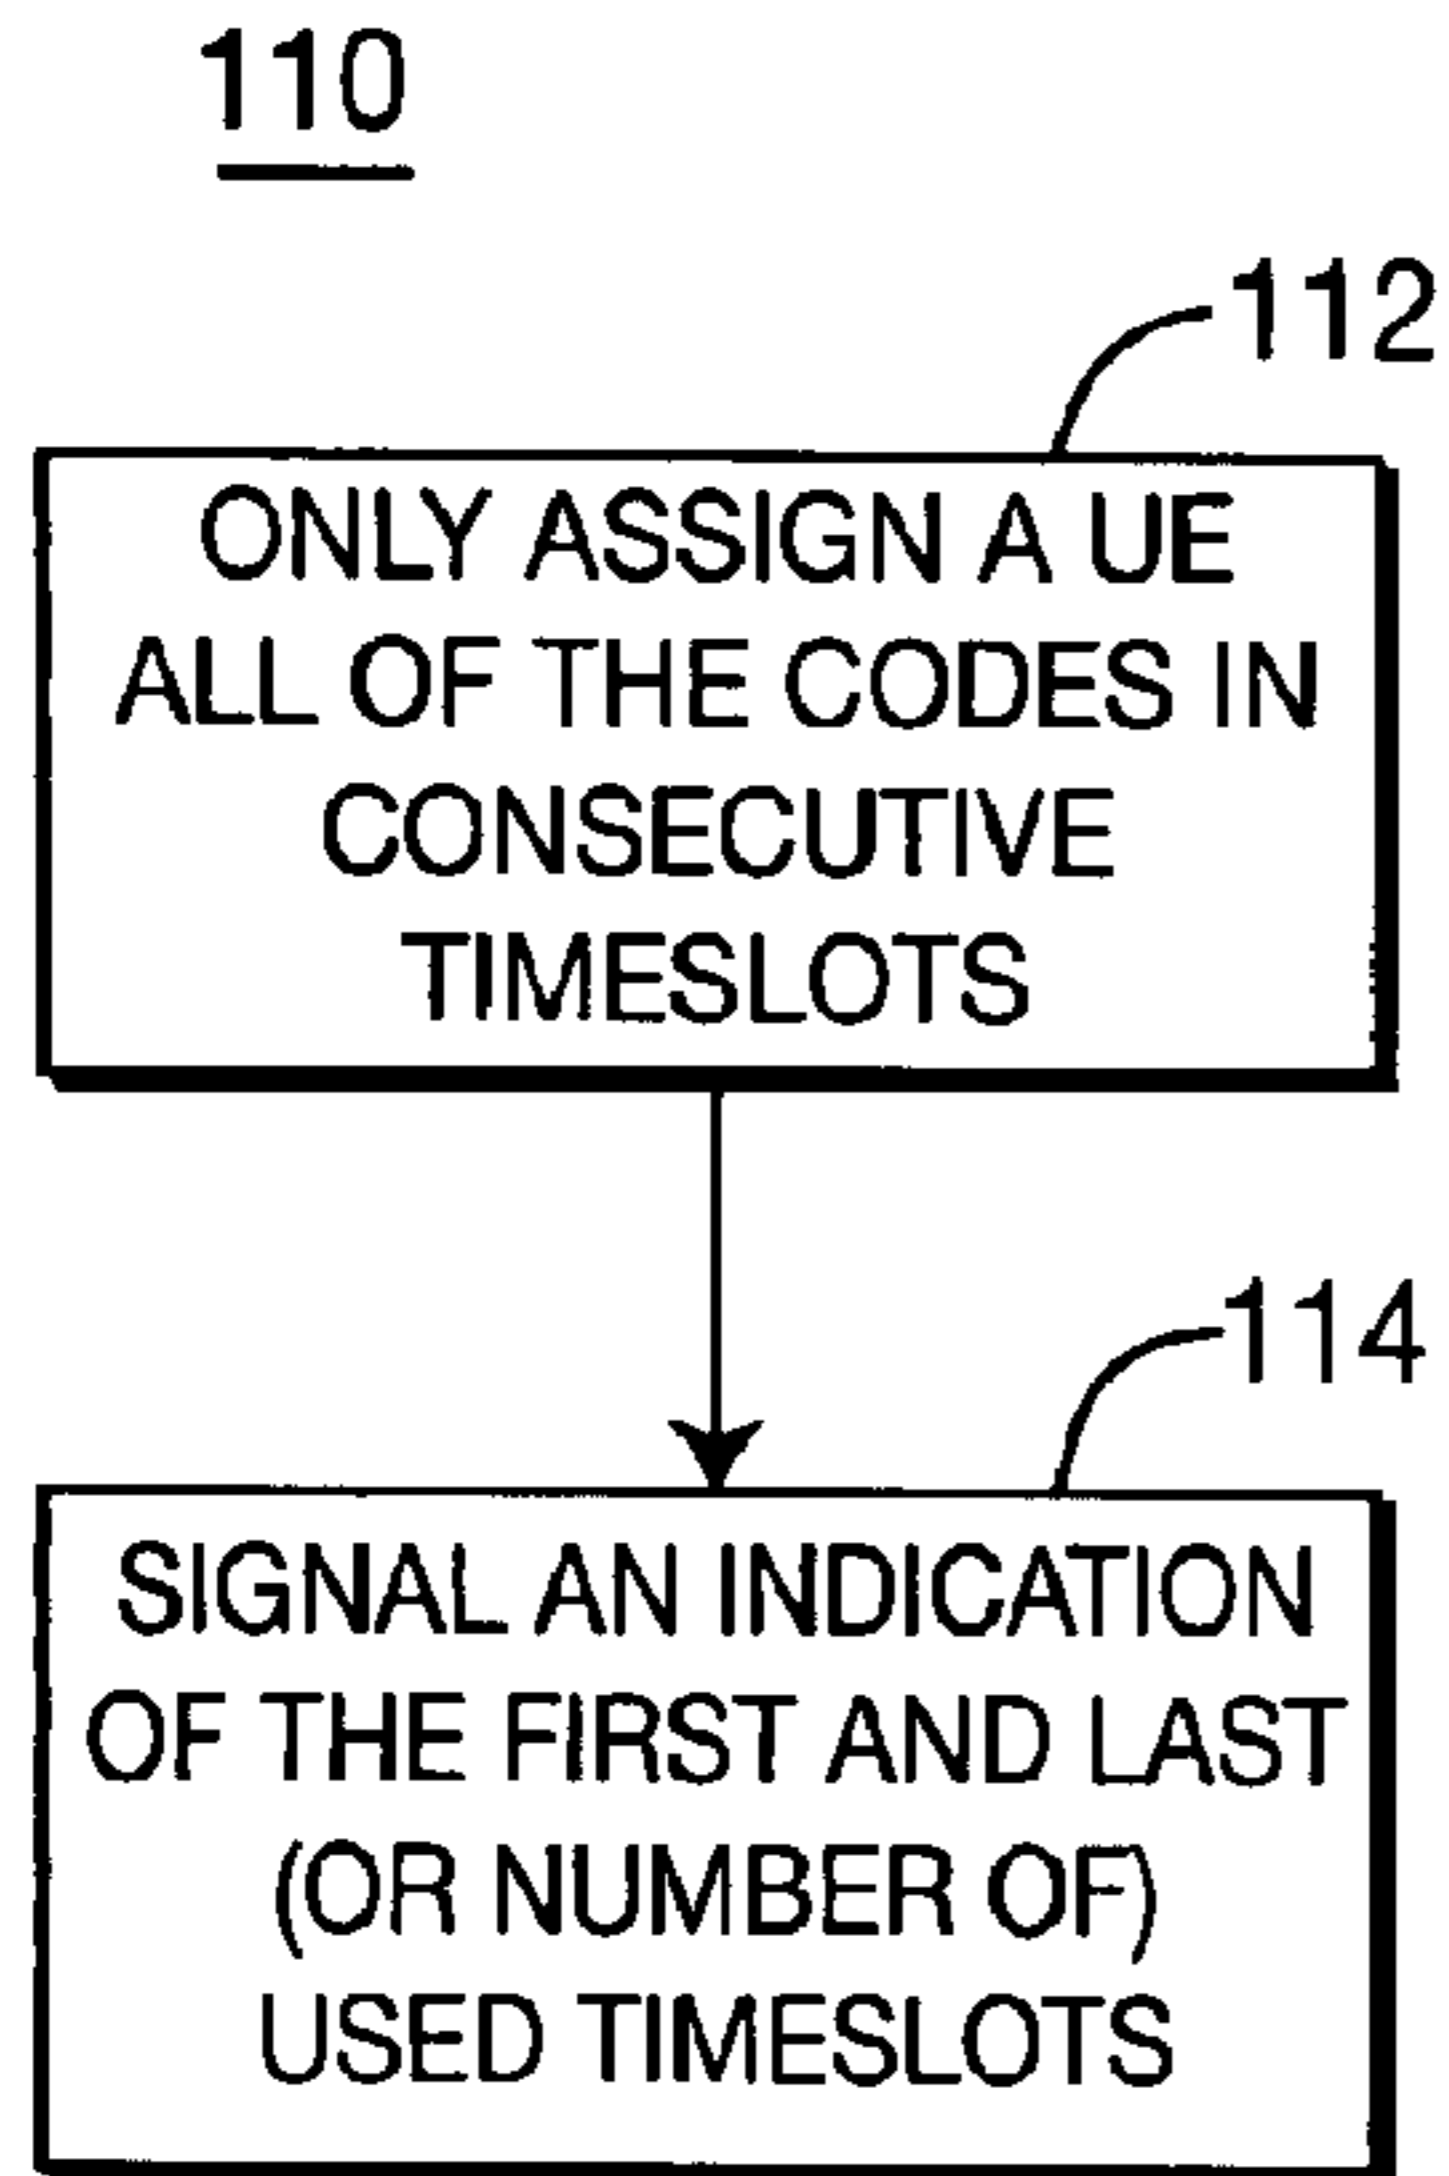 110
112
ONLY ASSIGN A UE
ALL OF THE CODES IN
CONSECUTIVE
TIMESLOTS
114
SIGNAL AN INDICATION
OF THE FIRST AND LAST
(OR NUMBER OF)
USED TIMESLOTS